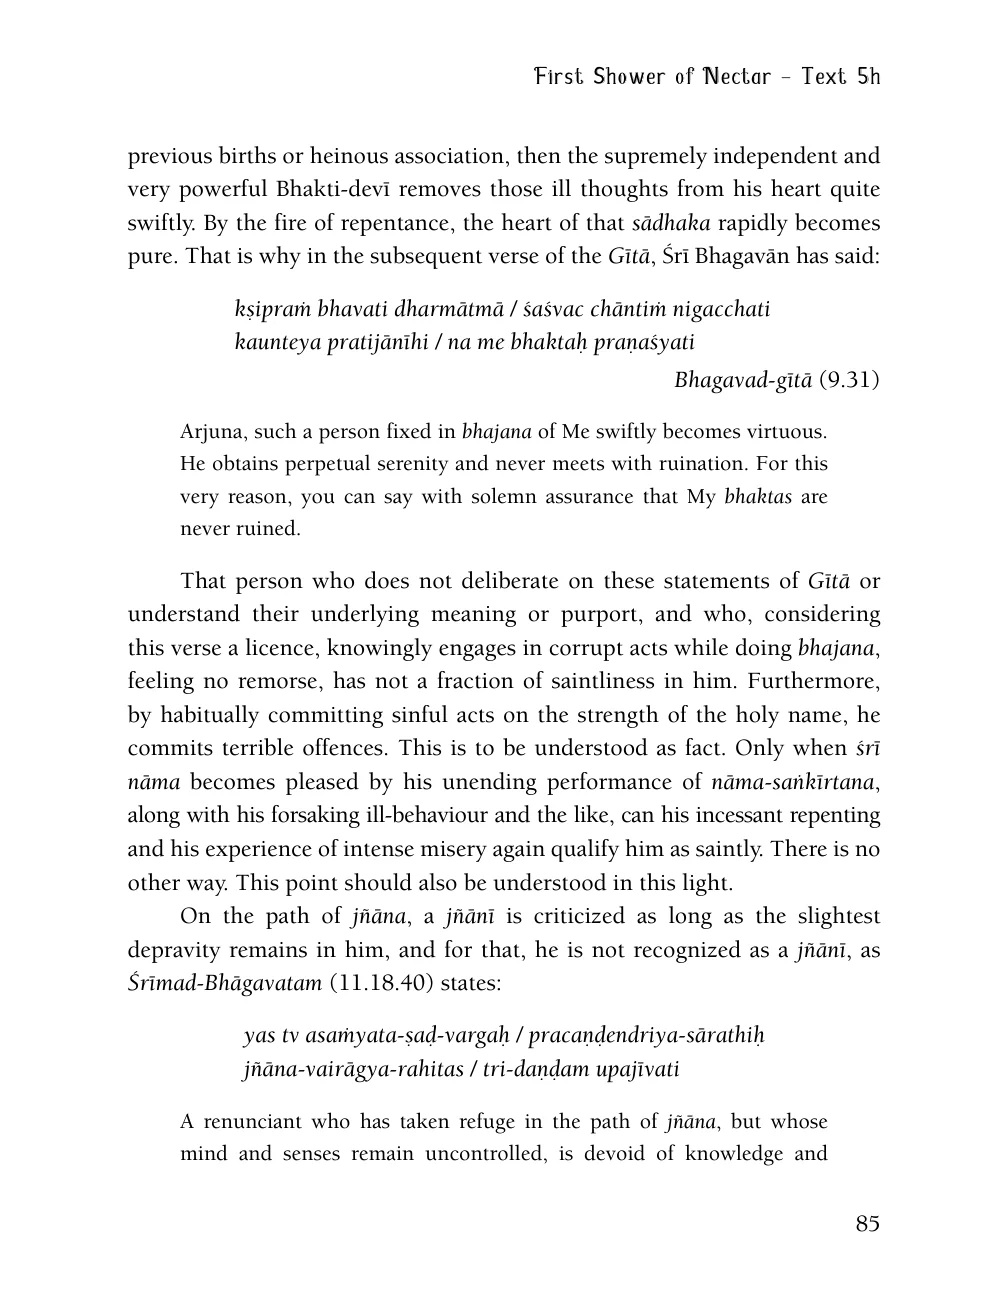 First Shower of Nectar – Text 5h
previous births or heinous association, then the supremely independent and
very powerful Bhakti-devī removes those ill thoughts from his heart quite
swiftly. By the fire of repentance, the heart of that sādhaka rapidly becomes
pure. That is why in the subsequent verse of the Gītā, Śrī Bhagavān has said:
kṣipraṁ bhavati dharmātmā / śaśvac chāntiṁ nigacchati
kaunteya pratijānīhi / na me bhaktaḥ praṇaśyati
Bhagavad-gītā (9.31)
Arjuna, such a person fixed in bhajana of Me swiftly becomes virtuous.
He obtains perpetual serenity and never meets with ruination. For this
very reason, you can say with solemn assurance that My bhaktas are
never ruined.
That person who does not deliberate on these statements of Gītā or
understand their underlying meaning or purport, and who, considering
this verse a licence, knowingly engages in corrupt acts while doing bhajana,
feeling no remorse, has not a fraction of saintliness in him. Furthermore,
by habitually committing sinful acts on the strength of the holy name, he
commits terrible offences. This is to be understood as fact. Only when śrī
nāma becomes pleased by his unending performance of nāma-saṅkīrtana,
along with his forsaking ill-behaviour and the like, can his incessant repenting
and his experience of intense misery again qualify him as saintly. There is no
other way. This point should also be understood in this light.
On the path of jñāna, a jñānī is criticized as long as the slightest
depravity remains in him, and for that, he is not recognized as a jñānī, as
Śrīmad-Bhāgavatam (11.18.40) states:
yas tv asaṁyata-ṣaḍ-vargaḥ / pracaṇḍendriya-sārathiḥ
jñāna-vairāgya-rahitas / tri-daṇḍam upajīvati
A renunciant who has taken refuge in the path of jñāna, but whose
mind and senses remain uncontrolled, is devoid of knowledge and
85